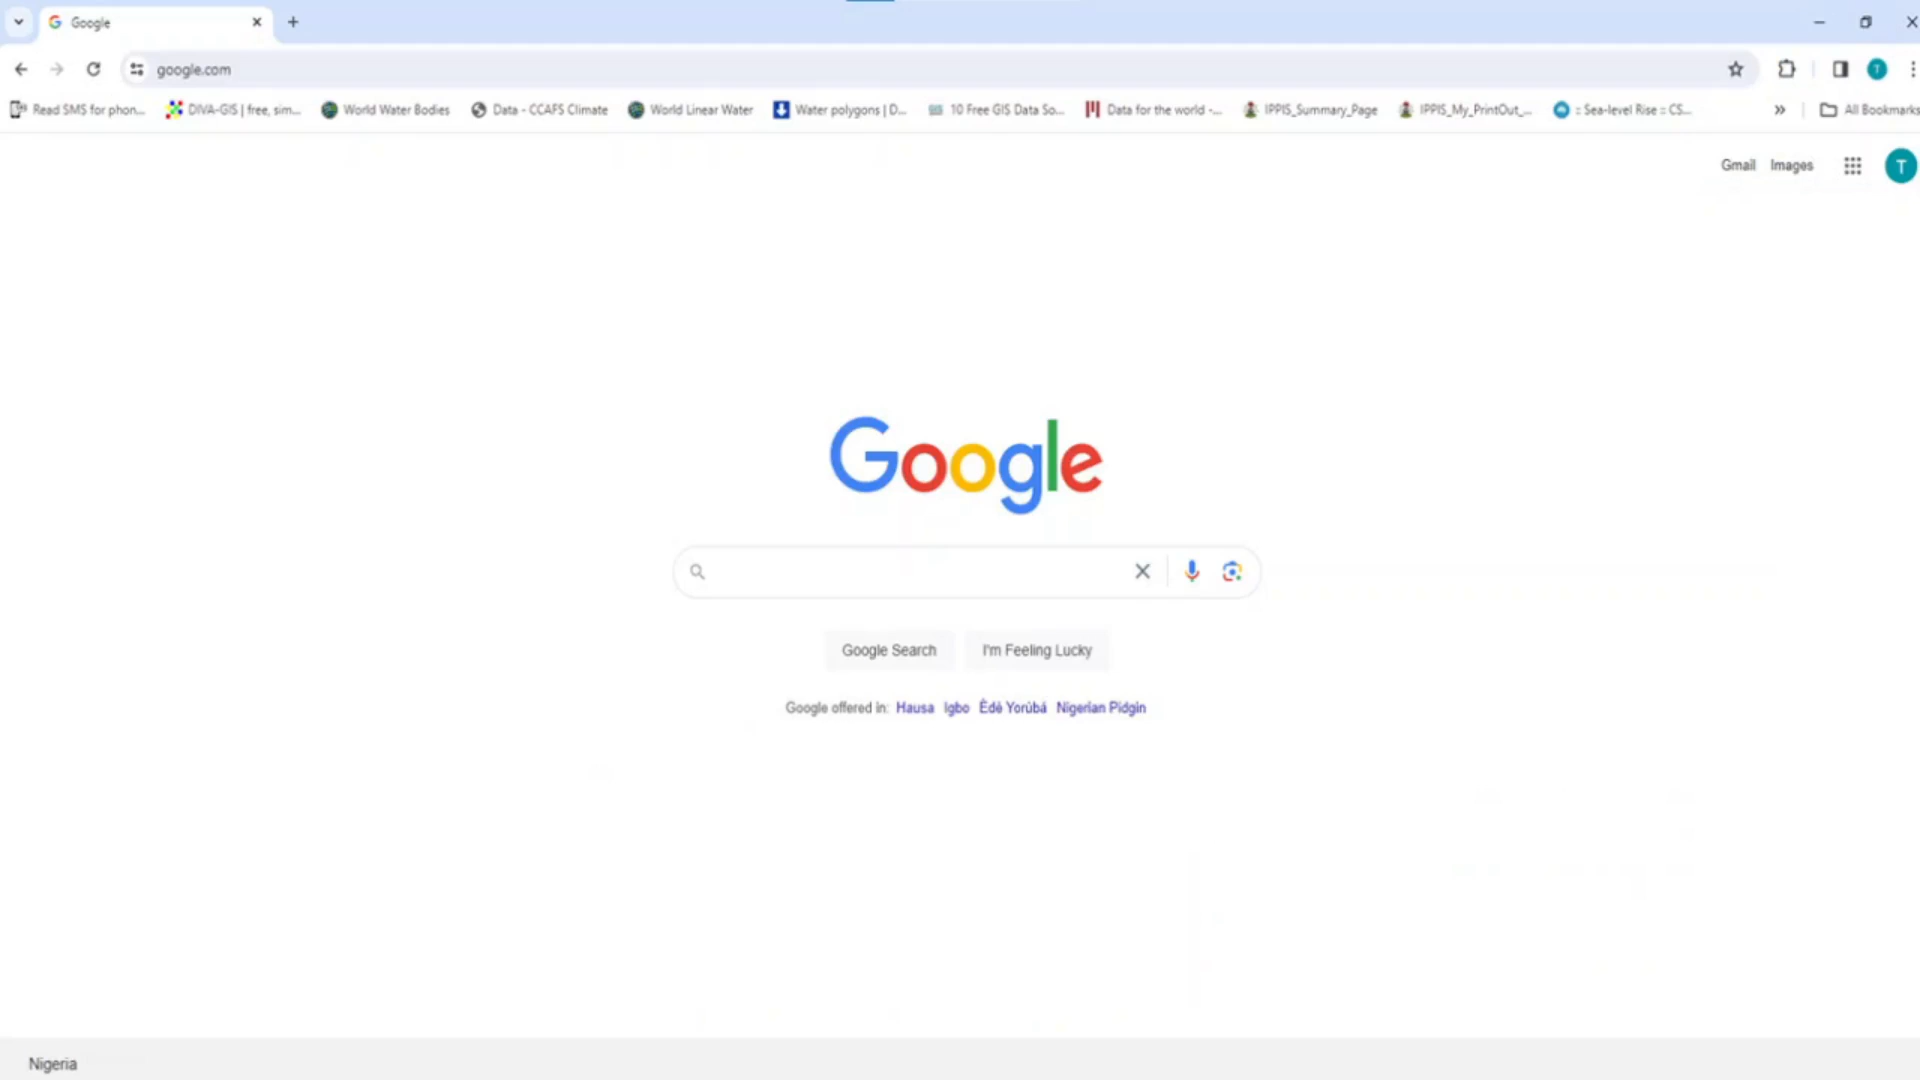 Google
google.com
Read SMS for phon... DIVA-GIS | free, sim... World Water Bodies Data - CCAFS Climate World Linear Water Water polygons | D... 10 Free GIS Data So... Data for the world -... IPPIS_Summary_Page IPPIS_My_PrintOut_... :: Sea-level Rise :: CS... » All Bookmarks
Gmail Images T
Google
Google Search I'm Feeling Lucky
Google offered in: Hausa Igbo Èdè Yorùbá Nigerian Pidgin
Nigeria